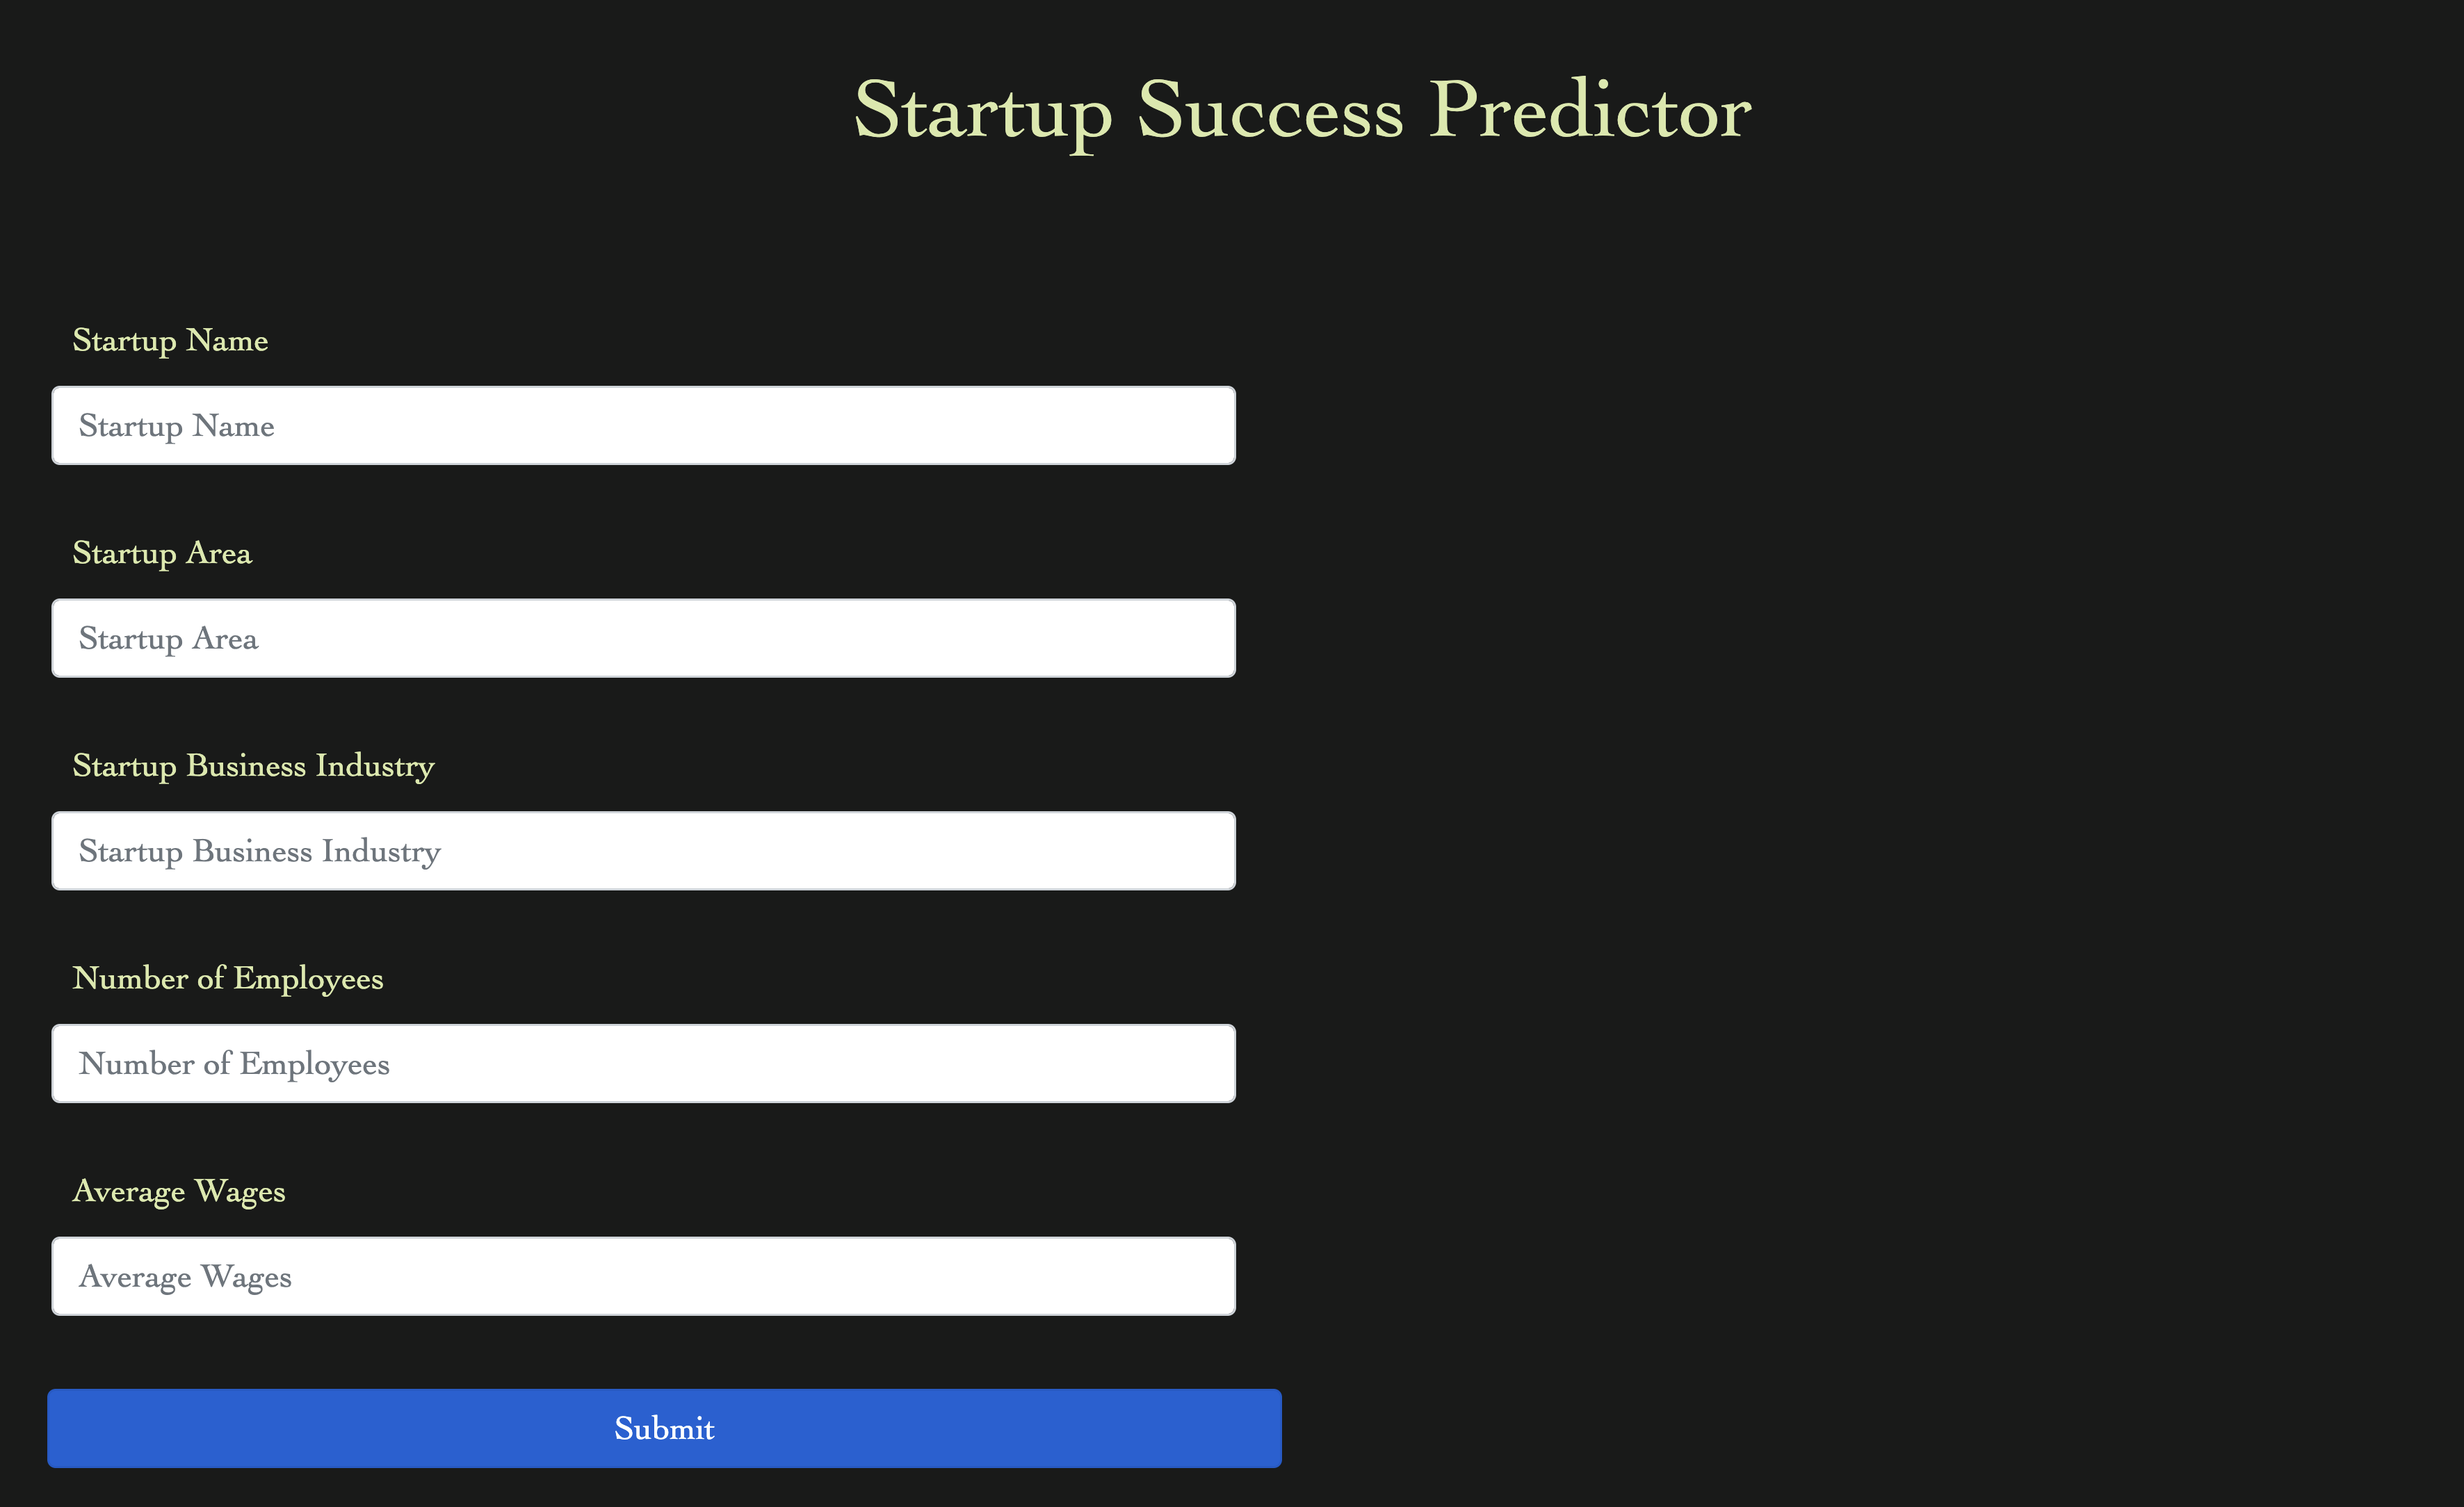 Startup Success Predictor
Startup Name
Startup Name
Startup Area
Startup Area
Startup Business Industry
Startup Business Industry
Number of Employees
Number of Employees
Average Wages
Average Wages
Submit